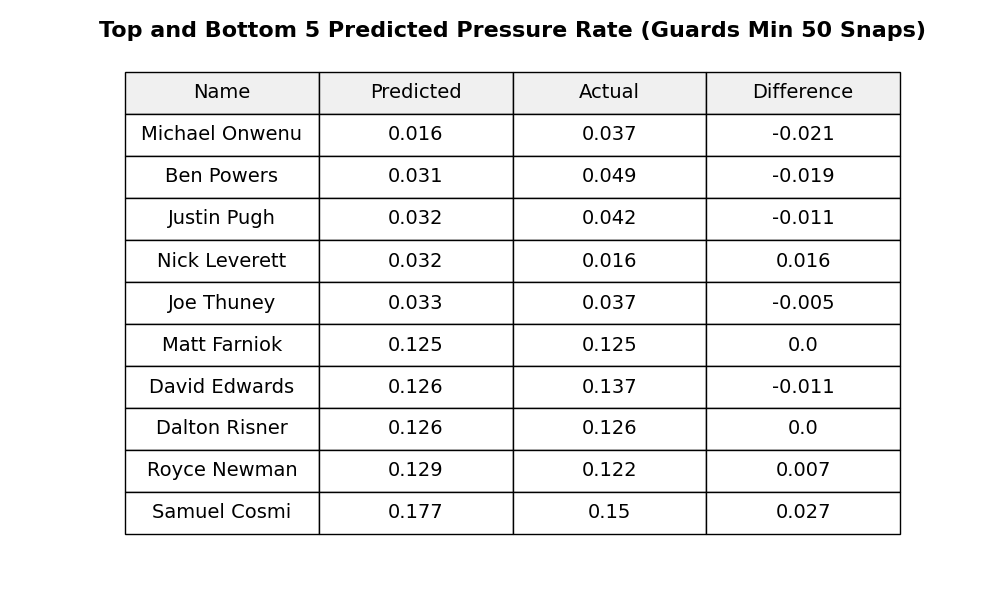 Top and Bottom 5 Predicted Pressure Rate (Guards Min 50 Snaps)
Name Predicted Actual Difference
Michael Onwenu 0.016 0.037 -0.021
Ben Powers 0.031 0.049 -0.019
Justin Pugh 0.032 0.042 -0.011
Nick Leverett 0.032 0.016 0.016
Joe Thuney 0.033 0.037 -0.005
Matt Farniok 0.125 0.125 0.0
David Edwards 0.126 0.137 -0.011
Dalton Risner 0.126 0.126 0.0
Royce Newman 0.129 0.122 0.007
Samuel Cosmi 0.177 0.15 0.027